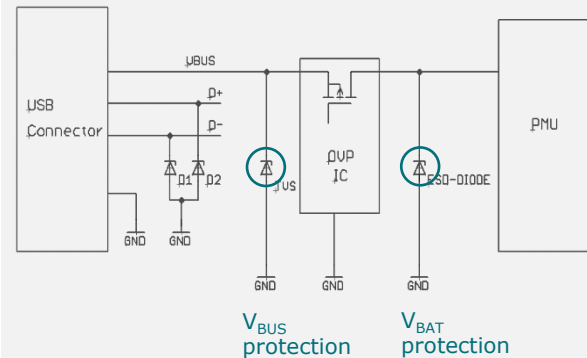 VBUS
USB
Connector
D+
D-
D1
D2
TVS
OVP
IC
ESD-DIODE
PMU
GND
GND
GND
GND
GND
VBUS
protection
VBAT
protection